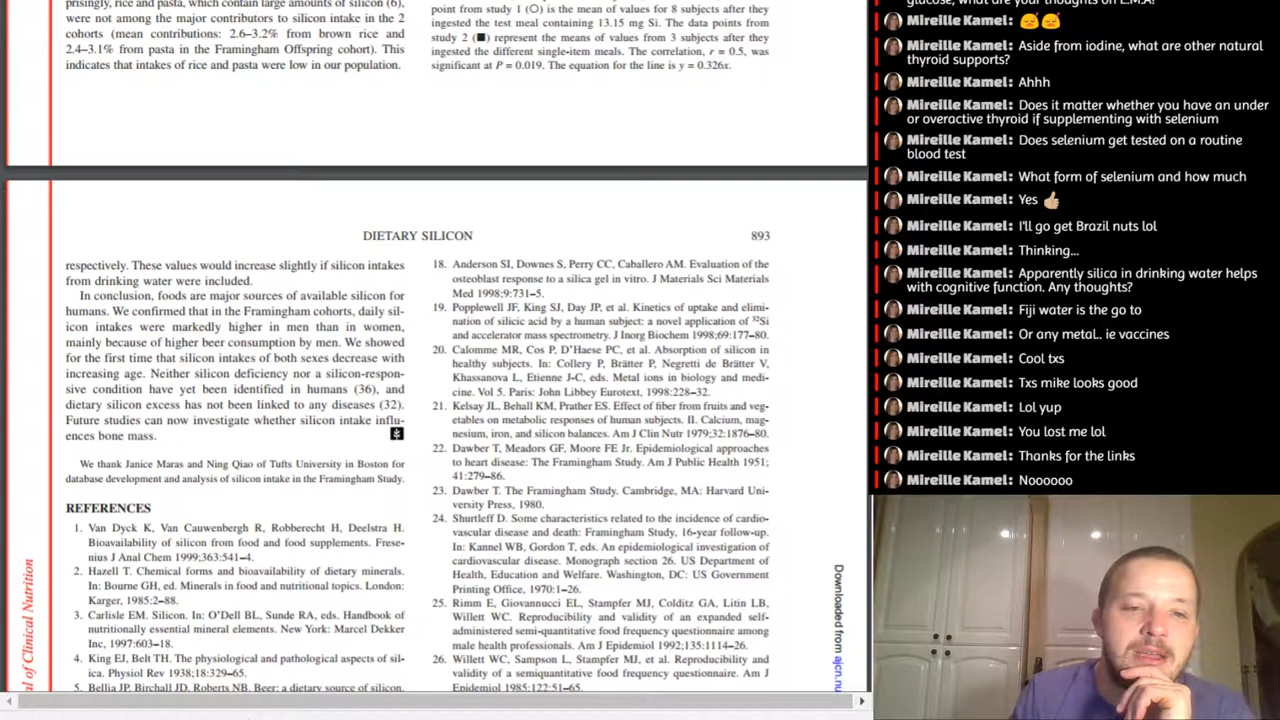 prisingly, rice and pasta, which contain large amounts of silicon (6),
were not among the major contributors to silicon intake in the 2
cohorts (mean contributions: 2.6–3.2% from brown rice and
2.4–3.1% from pasta in the Framingham Offspring cohort). This
indicates that intakes of rice and pasta were low in our population.
point from study 1 (○) is the mean of values for 8 subjects after they
ingested the test meal containing 13.15 mg Si. The data points from
study 2 (■) represent the means of values from 3 subjects after they
ingested the different single-item meals. The correlation, r = 0.5, was
significant at P = 0.019. The equation for the line is y = 0.326x.
DIETARY SILICON
893
respectively. These values would increase slightly if silicon intakes
from drinking water were included.
In conclusion, foods are major sources of available silicon for
humans. We confirmed that in the Framingham cohorts, daily sil-
icon intakes were markedly higher in men than in women,
mainly because of higher beer consumption by men. We showed
for the first time that silicon intakes of both sexes decrease with
increasing age. Neither silicon deficiency nor a silicon-respon-
sive condition have yet been identified in humans (36), and
dietary silicon excess has not been linked to any diseases (32).
Future studies can now investigate whether silicon intake influ-
ences bone mass.
We thank Janice Maras and Ning Qiao of Tufts University in Boston for
database development and analysis of silicon intake in the Framingham Study.
REFERENCES
1. Van Dyck K, Van Cauwenbergh R, Robberecht H, Deelstra H.
Bioavailability of silicon from food and food supplements. Frese-
nius J Anal Chem 1999;363:541–4.
2. Hazell T. Chemical forms and bioavailability of dietary minerals.
In: Bourne GH, ed. Minerals in food and nutritional topics. London:
Karger, 1985:2–88.
3. Carlisle EM. Silicon. In: O'Dell BL, Sunde RA, eds. Handbook of
nutritionally essential mineral elements. New York: Marcel Dekker
Inc, 1997:603–18.
4. King EJ, Belt TH. The physiological and pathological aspects of sil-
ica. Physiol Rev 1938;18:329–65.
5. Bellia JP, Birchall JD, Roberts NB. Beer: a dietary source of silicon.
18. Anderson SI, Downes S, Perry CC, Caballero AM. Evaluation of the
osteoblast response to a silica gel in vitro. J Materials Sci Materials
Med 1998;9:731–5.
19. Popplewell JF, King SJ, Day JP, et al. Kinetics of uptake and elimi-
nation of silicic acid by a human subject: a novel application of ³²Si
and accelerator mass spectrometry. J Inorg Biochem 1998;69:177–80.
20. Calomme MR, Cos P, D'Haese PC, et al. Absorption of silicon in
healthy subjects. In: Collery P, Brätter P, Negretti de Brätter V,
Khassanova L, Etienne J-C, eds. Metal ions in biology and medi-
cine. Vol 5. Paris: John Libbey Eurotext, 1998:228–32.
21. Kelsay JL, Behall KM, Prather ES. Effect of fiber from fruits and veg-
etables on metabolic responses of human subjects. II. Calcium, mag-
nesium, iron, and silicon balances. Am J Clin Nutr 1979;32:1876–80.
22. Dawber T, Meadors GF, Moore FE Jr. Epidemiological approaches
to heart disease: The Framingham Study. Am J Public Health 1951;
41:279–86.
23. Dawber T. The Framingham Study. Cambridge, MA: Harvard Uni-
versity Press, 1980.
24. Shurtleff D. Some characteristics related to the incidence of cardio-
vascular disease and death: Framingham Study, 16-year follow-up.
In: Kannel WB, Gordon T, eds. An epidemiological investigation of
cardiovascular disease. Monograph section 26. US Department of
Health, Education and Welfare. Washington, DC: US Government
Printing Office, 1970:1–26.
25. Rimm E, Giovannucci EL, Stampfer MJ, Colditz GA, Litin LB,
Willett WC. Reproducibility and validity of an expanded self-
administered semi-quantitative food frequency questionnaire among
male health professionals. Am J Epidemiol 1992;135:1114–26.
26. Willett WC, Sampson L, Stampfer MJ, et al. Reproducibility and
validity of a semiquantitative food frequency questionnaire. Am J
Epidemiol 1985;122:51–65.
al of Clinical Nutrition
Downloaded from ajcn.nu
glucose, what are your thoughts on L.M.A!
Mireille Kamel: 😴😴
Mireille Kamel: Aside from iodine, what are other natural
thyroid supports?
Mireille Kamel: Ahhh
Mireille Kamel: Does it matter whether you have an under
or overactive thyroid if supplementing with selenium
Mireille Kamel: Does selenium get tested on a routine
blood test
Mireille Kamel: What form of selenium and how much
Mireille Kamel: Yes 👍🏼
Mireille Kamel: I'll go get Brazil nuts lol
Mireille Kamel: Thinking...
Mireille Kamel: Apparently silica in drinking water helps
with cognitive function. Any thoughts?
Mireille Kamel: Fiji water is the go to
Mireille Kamel: Or any metal.. ie vaccines
Mireille Kamel: Cool txs
Mireille Kamel: Txs mike looks good
Mireille Kamel: Lol yup
Mireille Kamel: You lost me lol
Mireille Kamel: Thanks for the links
Mireille Kamel: Noooooo